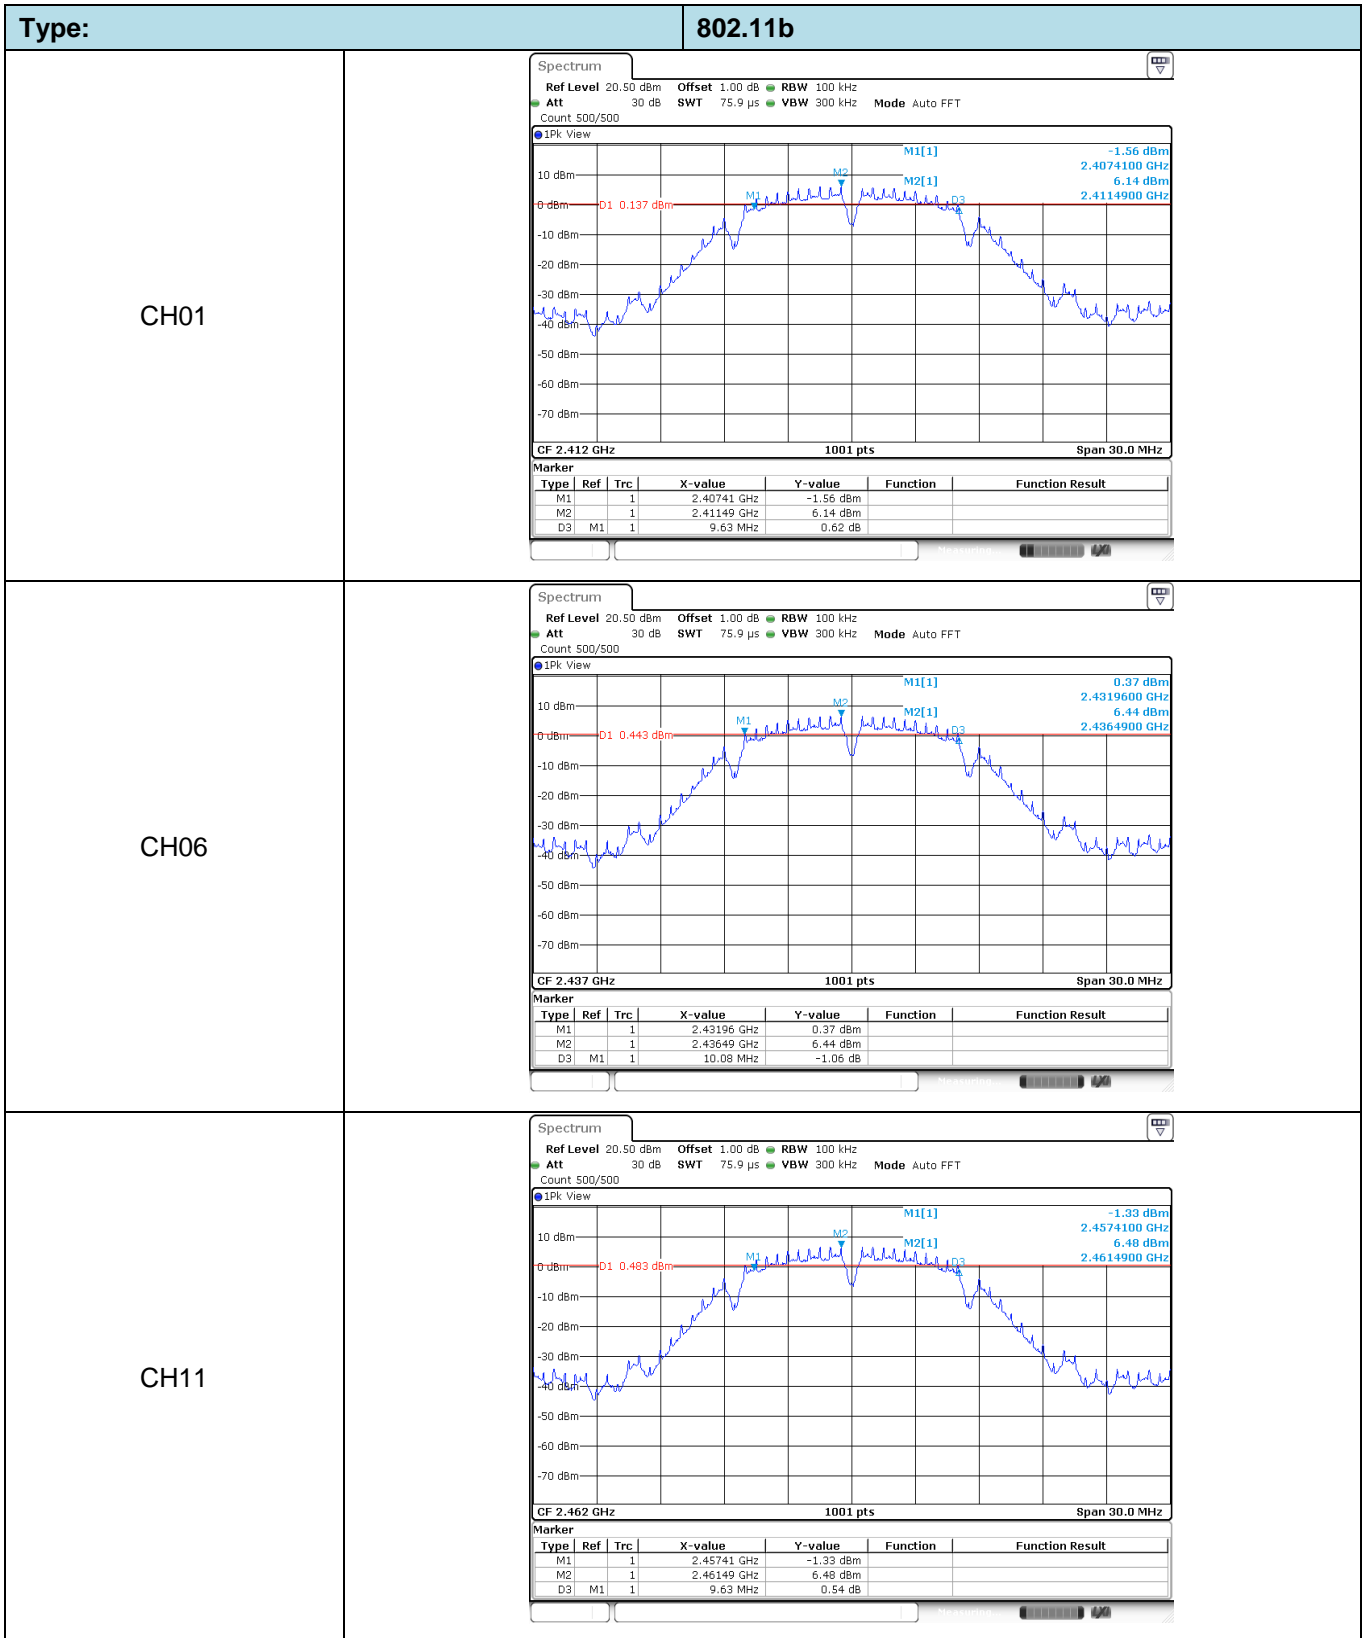 Type: 802.11b
CH01
Spectrum
Ref Level 20.50 dBm Offset 1.00 dB RBW 100 kHz
Att 30 dB SWT 75.9 µs VBW 300 kHz Mode Auto FFT
Count 500/500
1Pk View
M1[1] -1.56 dBm
2.4074100 GHz
M2[1] 6.14 dBm
2.4114900 GHz
M2
M1
D3
10 dBm
0 dBm
D1 0.137 dBm
-10 dBm
-20 dBm
-30 dBm
-40 dBm
-50 dBm
-60 dBm
-70 dBm
CF 2.412 GHz 1001 pts Span 30.0 MHz
Marker
Type Ref Trc X-value Y-value Function Function Result
M1 1 2.40741 GHz -1.56 dBm
M2 1 2.41149 GHz 6.14 dBm
D3 M1 1 9.63 MHz 0.62 dB
Measuring...
LXI
CH06
Spectrum
Ref Level 20.50 dBm Offset 1.00 dB RBW 100 kHz
Att 30 dB SWT 75.9 µs VBW 300 kHz Mode Auto FFT
Count 500/500
1Pk View
M1[1] 0.37 dBm
2.4319600 GHz
M2[1] 6.44 dBm
2.4364900 GHz
M2
M1
D3
10 dBm
0 dBm
D1 0.443 dBm
-10 dBm
-20 dBm
-30 dBm
-40 dBm
-50 dBm
-60 dBm
-70 dBm
CF 2.437 GHz 1001 pts Span 30.0 MHz
Marker
Type Ref Trc X-value Y-value Function Function Result
M1 1 2.43196 GHz 0.37 dBm
M2 1 2.43649 GHz 6.44 dBm
D3 M1 1 10.08 MHz -1.06 dB
Measuring...
LXI
CH11
Spectrum
Ref Level 20.50 dBm Offset 1.00 dB RBW 100 kHz
Att 30 dB SWT 75.9 µs VBW 300 kHz Mode Auto FFT
Count 500/500
1Pk View
M1[1] -1.33 dBm
2.4574100 GHz
M2[1] 6.48 dBm
2.4614900 GHz
M2
M1
D3
10 dBm
0 dBm
D1 0.483 dBm
-10 dBm
-20 dBm
-30 dBm
-40 dBm
-50 dBm
-60 dBm
-70 dBm
CF 2.462 GHz 1001 pts Span 30.0 MHz
Marker
Type Ref Trc X-value Y-value Function Function Result
M1 1 2.45741 GHz -1.33 dBm
M2 1 2.46149 GHz 6.48 dBm
D3 M1 1 9.63 MHz 0.54 dB
Measuring...
LXI